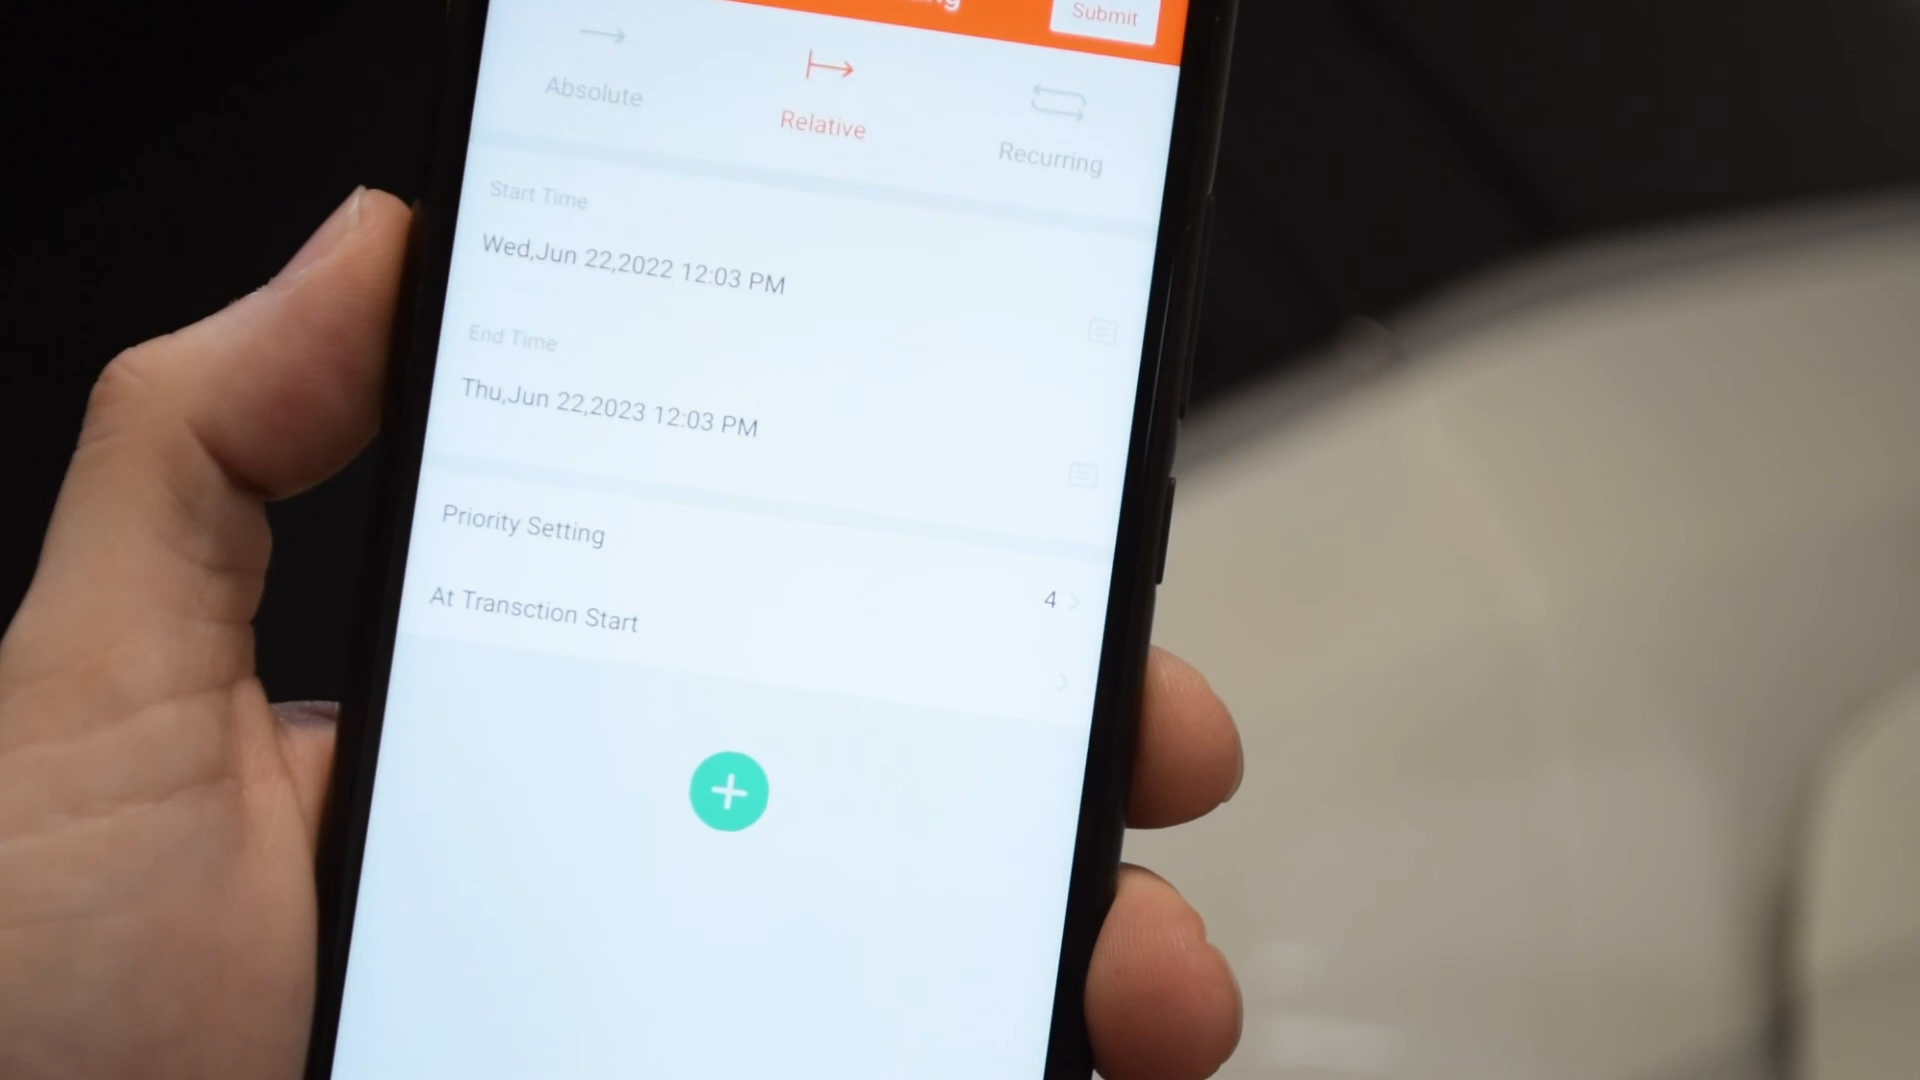 Submit
Absolute
Relative
Recurring
Start Time
Wed,Jun 22,2022 12:03 PM
End Time
Thu,Jun 22,2023 12:03 PM
Priority Setting
4
At Transction Start